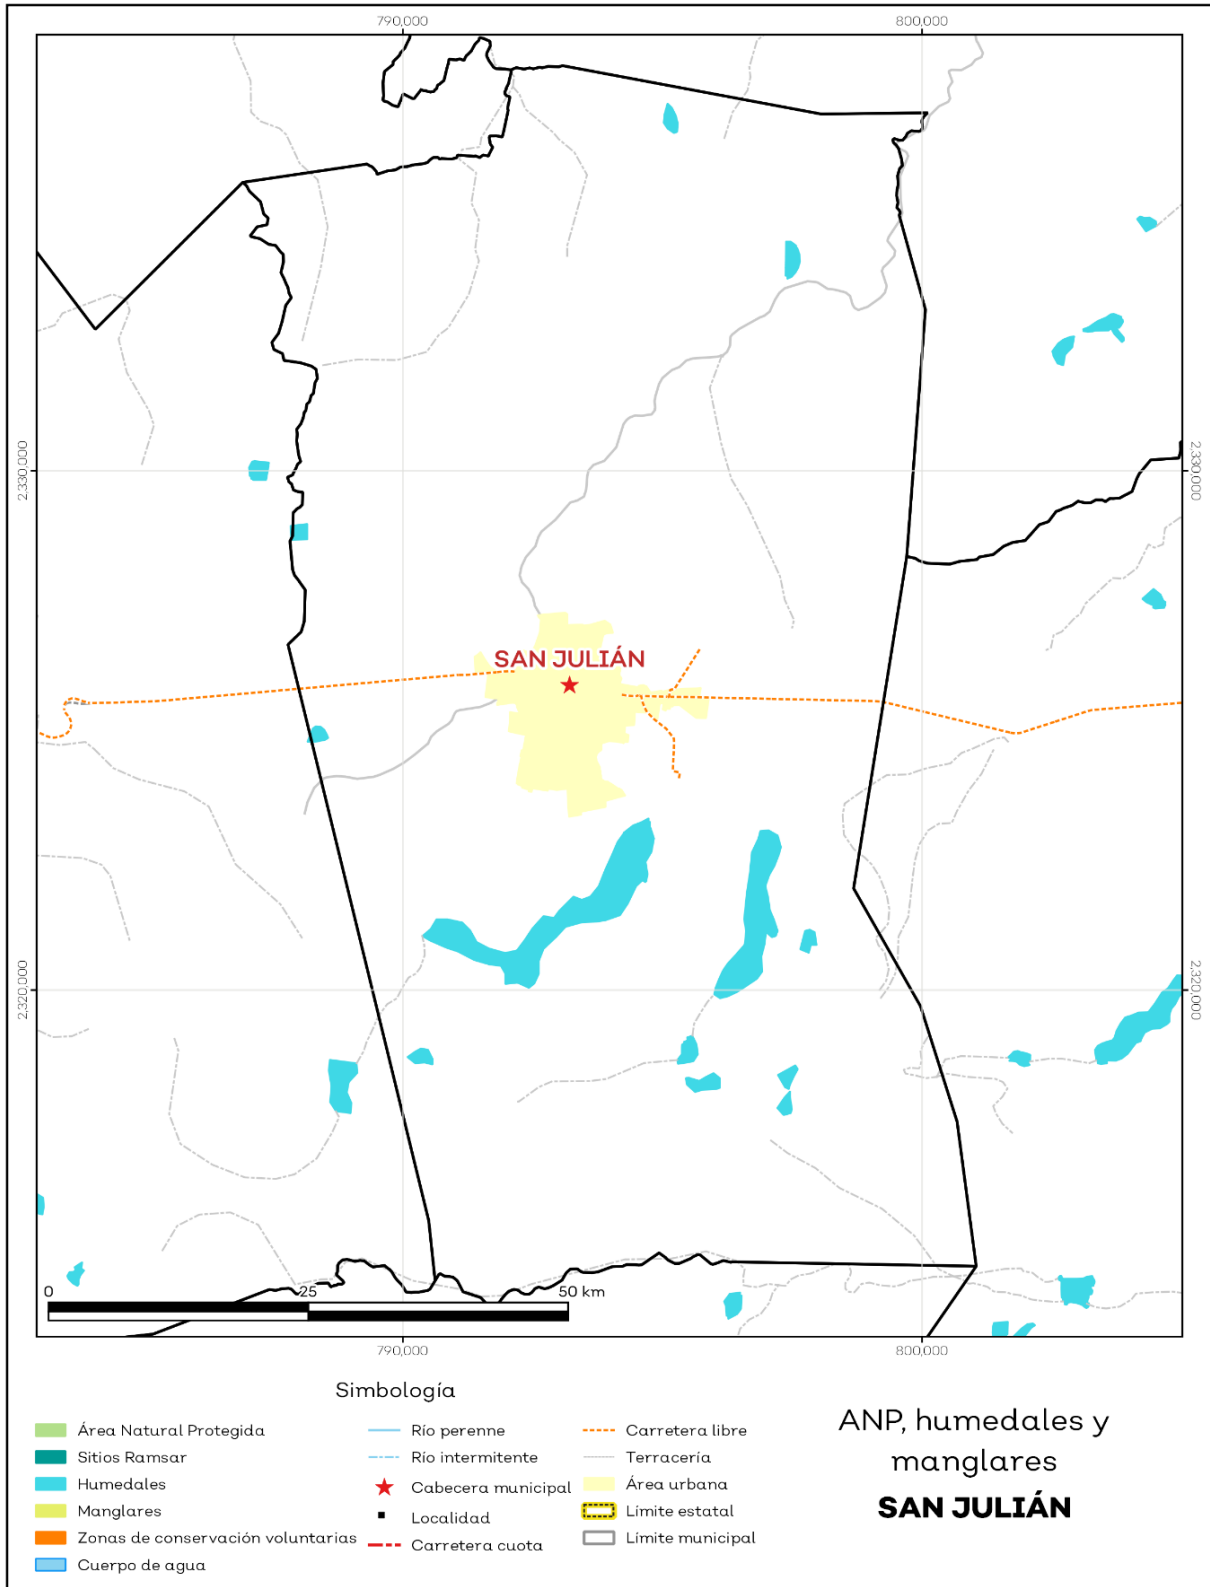 790,000
800,000
2,330,000
2,330,000
SAN JULIÁN
2,320,000
2,320,000
0
25
50 km
790,000
800,000
Simbología
Área Natural Protegida
Sitios Ramsar
Humedales
Manglares
Zonas de conservación voluntarias
Cuerpo de agua
Río perenne
Río intermitente
Cabecera municipal
Localidad
Carretera cuota
Carretera libre
Terracería
Área urbana
Límite estatal
Límite municipal
ANP, humedales y
manglares
SAN JULIÁN